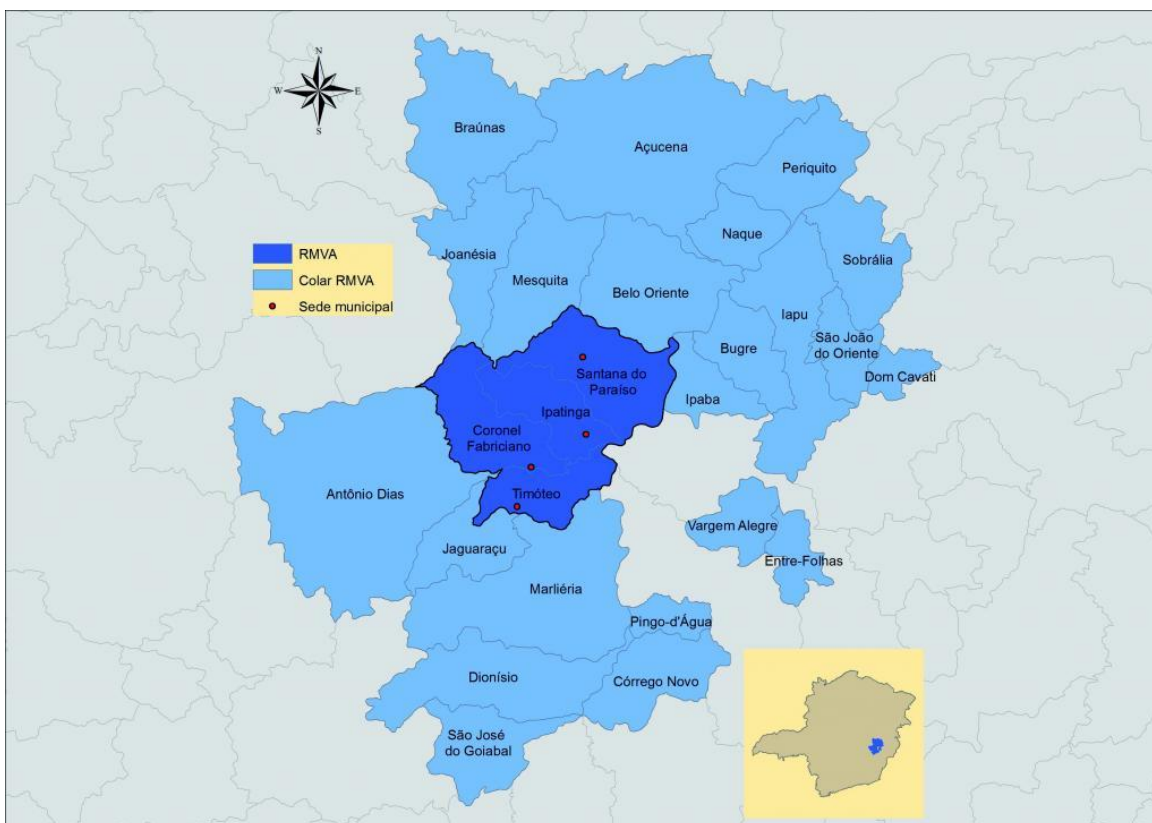 N
W
E
S
Braúnas
Açucena
Periquito
Joanésia
Mesquita
Naque
Sobrália
RMVA
Colar RMVA
Sede municipal
Belo Oriente
Iapu
Bugre
São João
do Oriente
Dom Cavati
Santana do
Paraíso
Ipaba
Ipatinga
Coronel
Fabriciano
Antônio Dias
Timóteo
Vargem Alegre
Jaguaraçu
Entre-Folhas
Marliéria
Pingo-d'Água
Dionísio
Córrego Novo
São José
do Goiabal